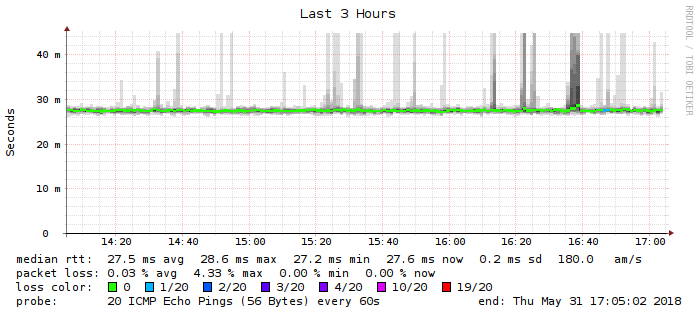 Last 3 Hours
RRDTOOL / TOBI OETIKER
Seconds
40 m
30 m
20 m
10 m
0
14:20 14:40 15:00 15:20 15:40 16:00 16:20 16:40 17:00
median rtt: 27.5 ms avg 28.6 ms max 27.2 ms min 27.6 ms now 0.2 ms sd 180.0 am/s
packet loss: 0.03 % avg 4.33 % max 0.00 % min 0.00 % now
loss color: 0 1/20 2/20 3/20 4/20 10/20 19/20
probe: 20 ICMP Echo Pings (56 Bytes) every 60s end: Thu May 31 17:05:02 2018